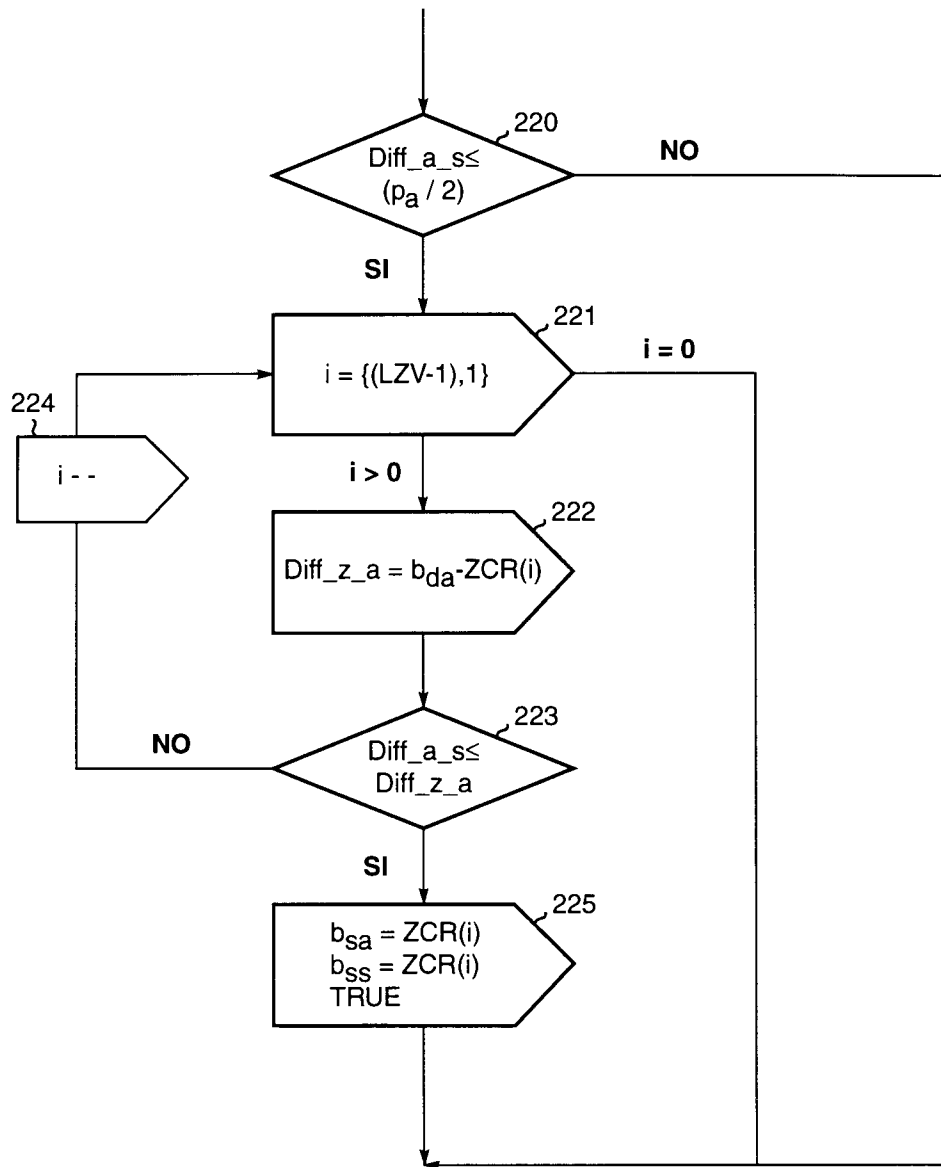 220
Diff_a_s≤
(pa / 2)
NO
SI
221
i = {(LZV-1),1}
i = 0
224
i - -
i > 0
222
Diff_z_a = bda-ZCR(i)
223
Diff_a_s≤
Diff_z_a
NO
SI
225
bsa = ZCR(i)
bss = ZCR(i)
TRUE